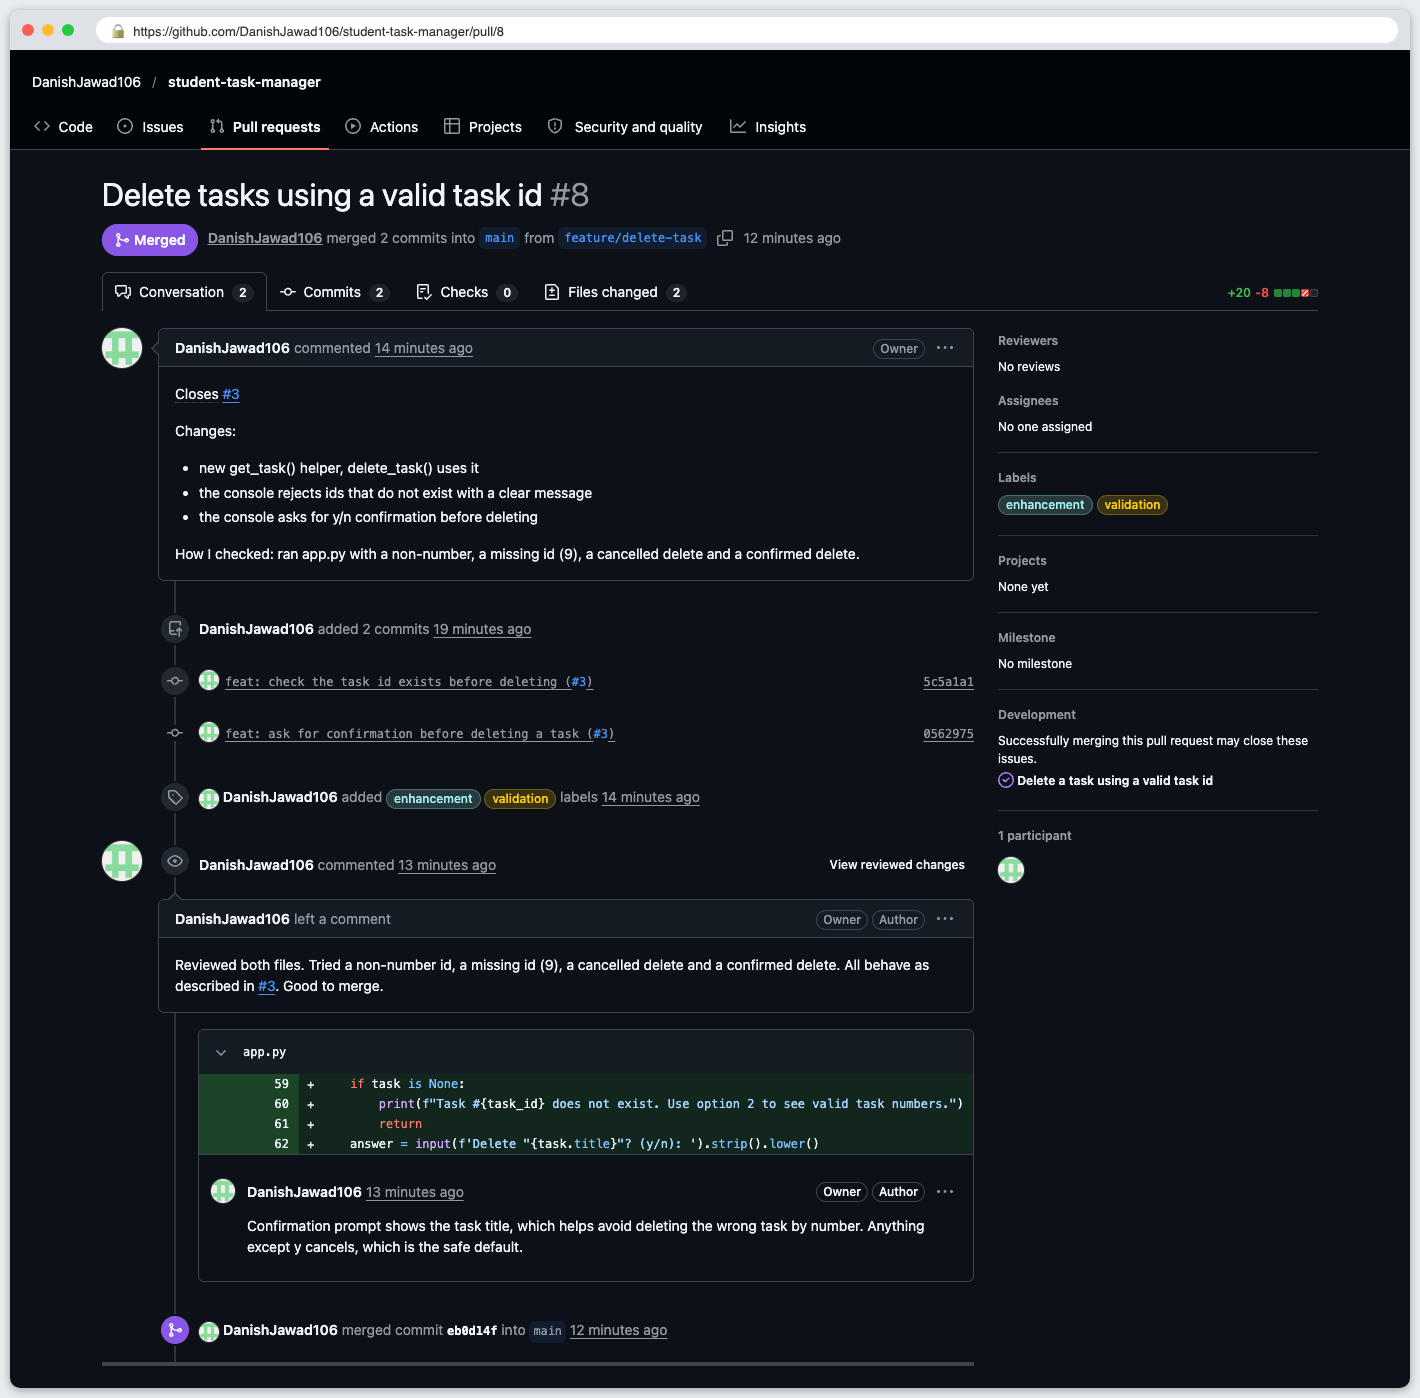 https://github.com/DanishJawad106/student-task-manager/pull/8
DanishJawad106 / student-task-manager
Code Issues Pull requests Actions Projects Security and quality Insights
Delete tasks using a valid task id #8
Merged DanishJawad106 merged 2 commits into main from feature/delete-task 12 minutes ago
Conversation 2 Commits 2 Checks 0 Files changed 2 +20 -8
DanishJawad106 commented 14 minutes ago Owner
Closes #3
Changes:
• new get_task() helper, delete_task() uses it
• the console rejects ids that do not exist with a clear message
• the console asks for y/n confirmation before deleting
How I checked: ran app.py with a non-number, a missing id (9), a cancelled delete and a confirmed delete.
DanishJawad106 added 2 commits 19 minutes ago
feat: check the task id exists before deleting (#3) 5c5a1a1
feat: ask for confirmation before deleting a task (#3) 0562975
DanishJawad106 added enhancement validation labels 14 minutes ago
DanishJawad106 commented 13 minutes ago View reviewed changes
DanishJawad106 left a comment Owner Author
Reviewed both files. Tried a non-number id, a missing id (9), a cancelled delete and a confirmed delete. All behave as
described in #3. Good to merge.
app.py
59 + if task is None:
60 + print(f"Task #{task_id} does not exist. Use option 2 to see valid task numbers.")
61 + return
62 + answer = input(f'Delete "{task.title}"? (y/n): ').strip().lower()
DanishJawad106 13 minutes ago Owner Author
Confirmation prompt shows the task title, which helps avoid deleting the wrong task by number. Anything
except y cancels, which is the safe default.
DanishJawad106 merged commit eb0d14f into main 12 minutes ago
Reviewers
No reviews
Assignees
No one assigned
Labels
enhancement validation
Projects
None yet
Milestone
No milestone
Development
Successfully merging this pull request may close these
issues.
Delete a task using a valid task id
1 participant